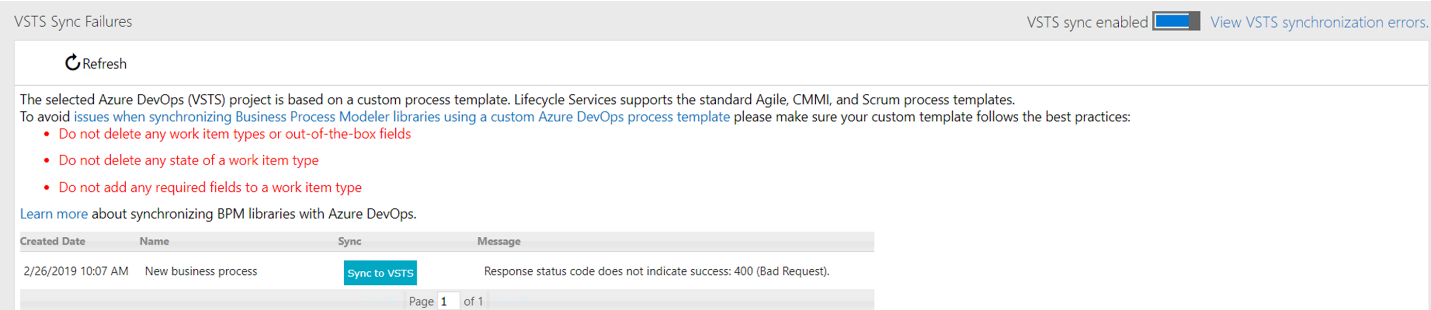 VSTS Sync Failures
VSTS sync enabled View VSTS synchronization errors.
Refresh
The selected Azure DevOps (VSTS) project is based on a custom process template. Lifecycle Services supports the standard Agile, CMMI, and Scrum process templates.
To avoid issues when synchronizing Business Process Modeler libraries using a custom Azure DevOps process template please make sure your custom template follows the best practices:
• Do not delete any work item types or out-of-the-box fields
• Do not delete any state of a work item type
• Do not add any required fields to a work item type
Learn more about synchronizing BPM libraries with Azure DevOps.
Created Date Name Sync Message
2/26/2019 10:07 AM New business process Sync to VSTS Response status code does not indicate success: 400 (Bad Request).
Page 1 of 1